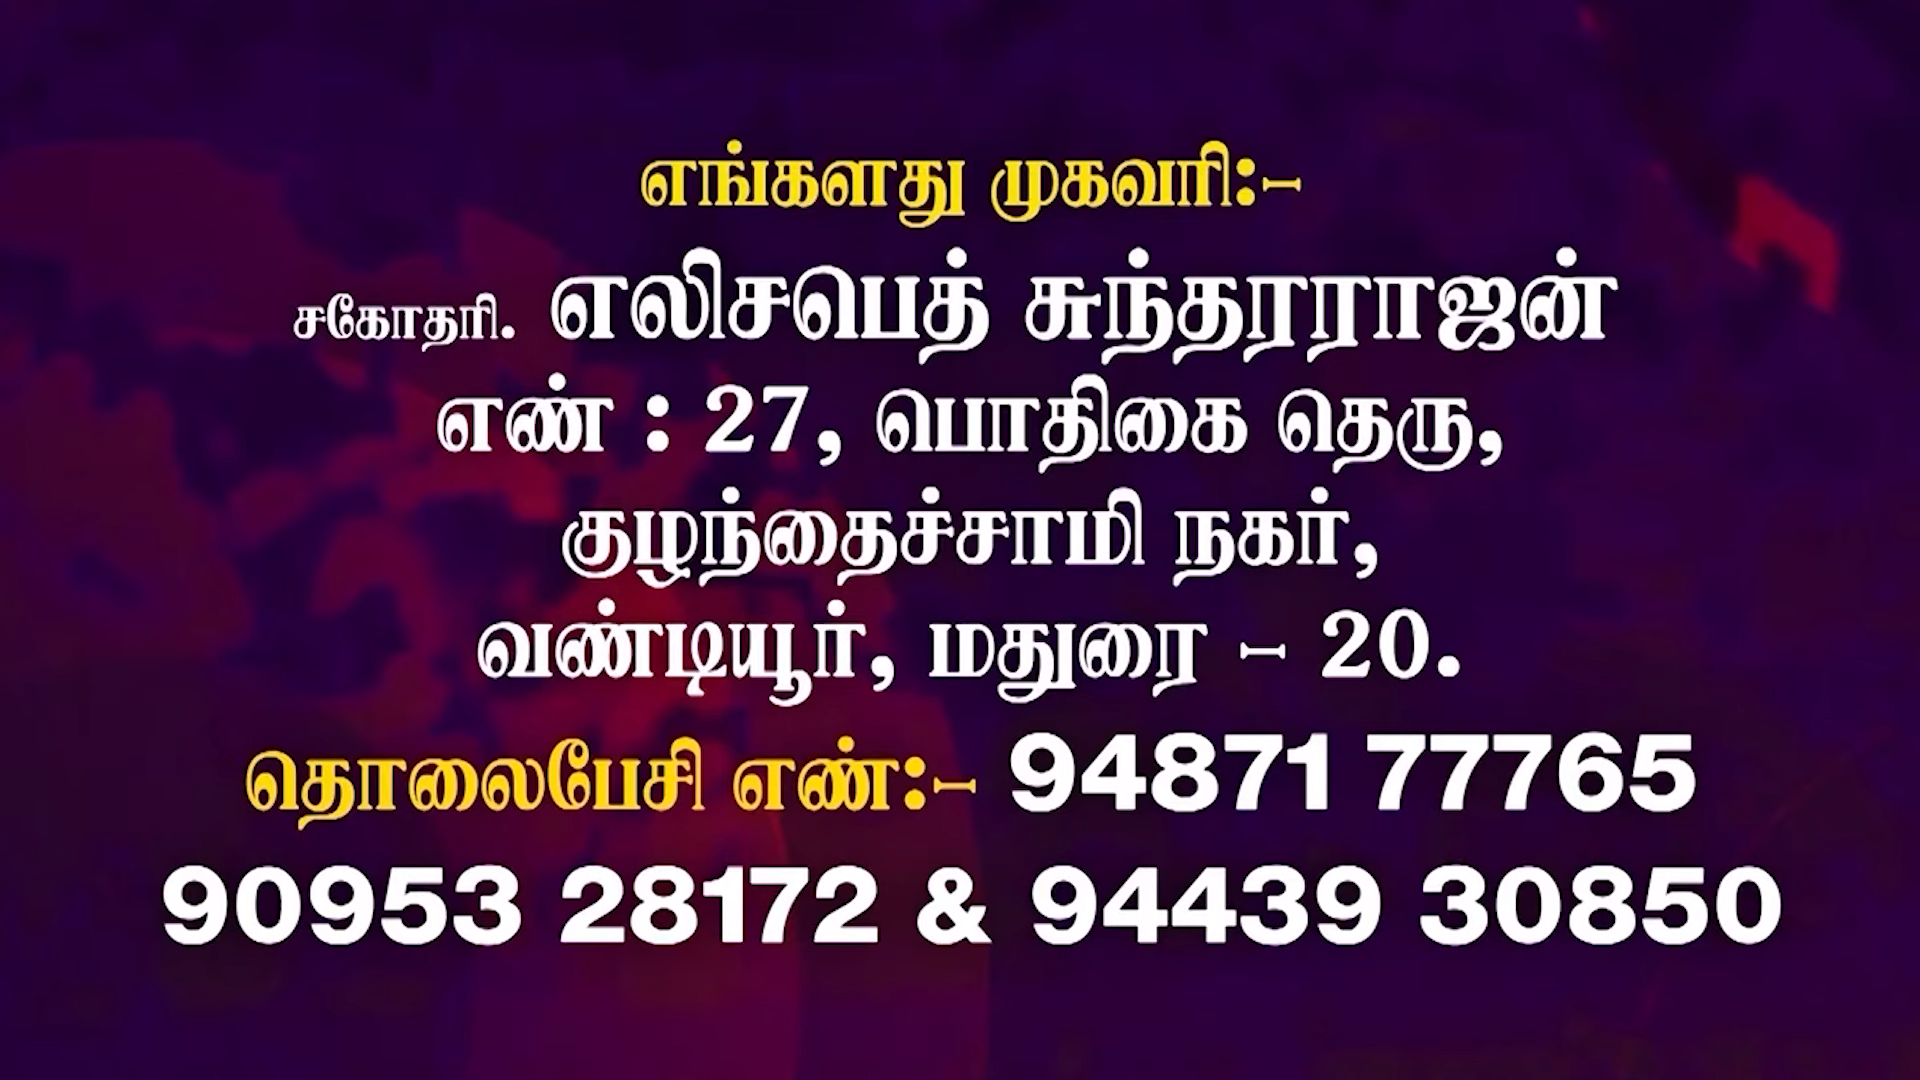 எங்களது முகவரி:-
சகோதரி. எலிசபெத் சுந்தரராஜன்
எண் : 27, பொதிகை தெரு,
குழந்தைச்சாமி நகர்,
வண்டியூர், மதுரை - 20.
தொலைபேசி எண்:- 94871 77765
90953 28172 & 94439 30850